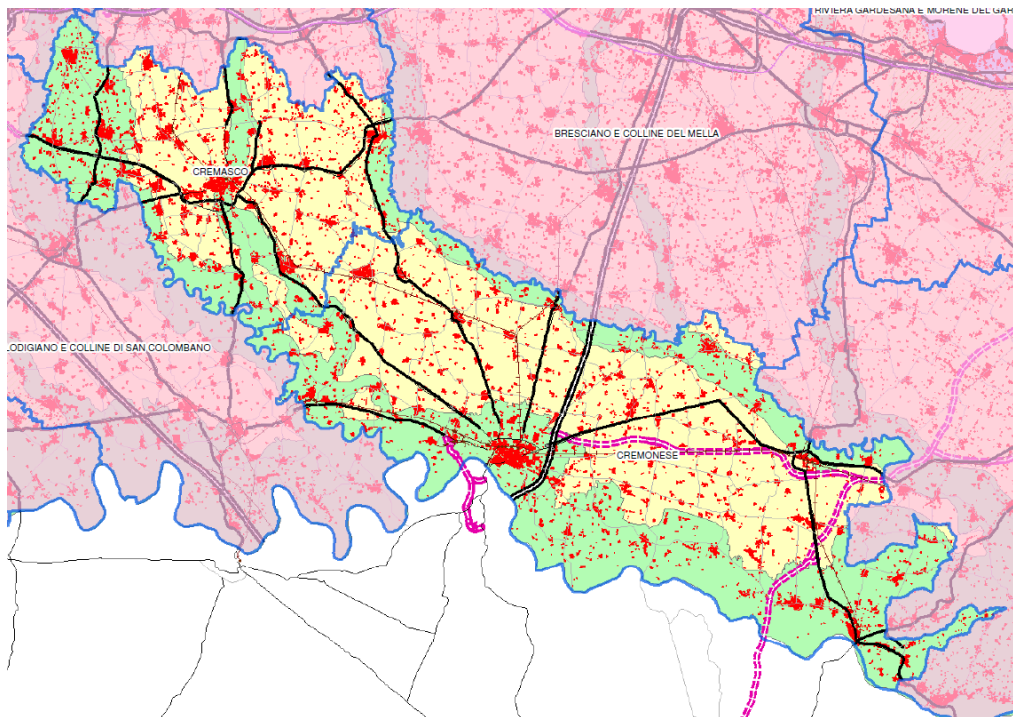 RIVIERA GARDESANA E MORENE DEL GAR
BRESCIANO E COLLINE DEL MELLA
CREMASCO
LODIGIANO E COLLINE DI SAN COLOMBANO
CREMONESE